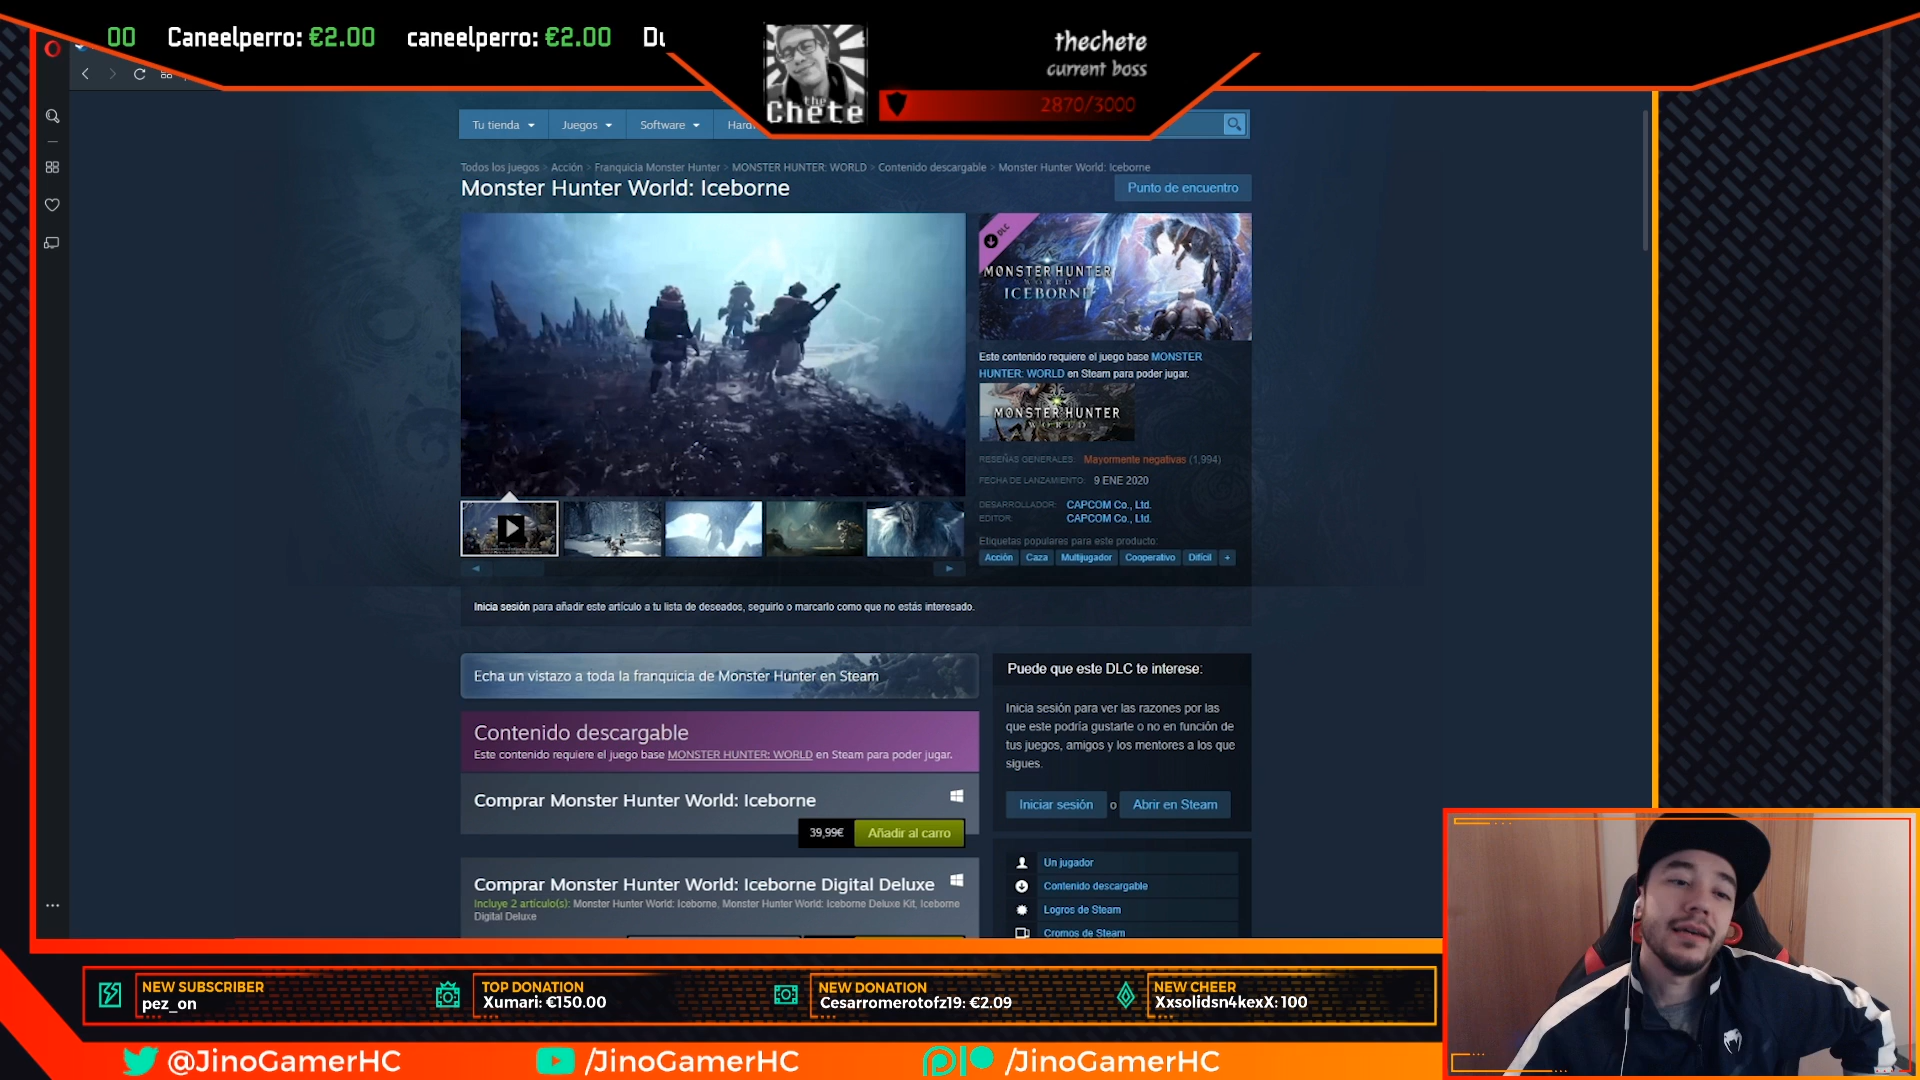 00 Caneelperro: €2.00 caneelperro: €2.00
thechete
current boss
2870/3000
the
Chete
Tu tienda Juegos Software
Todos los juegos > Acción > Franquicia Monster Hunter > MONSTER HUNTER: WORLD > Contenido descargable > Monster Hunter World: Iceborne
Monster Hunter World: Iceborne
Punto de encuentro
DLC
MONSTER HUNTER
WORLD
ICEBORNE
Este contenido requiere el juego base MONSTER
HUNTER: WORLD en Steam para poder jugar.
MONSTER HUNTER
WORLD
RESEÑAS GENERALES: Mayormente negativas (1,994)
FECHA DE LANZAMIENTO: 9 ENE 2020
DESARROLLADOR: CAPCOM Co., Ltd.
EDITOR: CAPCOM Co., Ltd.
Etiquetas populares para este producto:
Acción Caza Multijugador Cooperativo Difícil +
Inicia sesión para añadir este artículo a tu lista de deseados, seguirlo o marcarlo como que no estás interesado.
Echa un vistazo a toda la franquicia de Monster Hunter en Steam
Contenido descargable
Este contenido requiere el juego base MONSTER HUNTER: WORLD en Steam para poder jugar.
Comprar Monster Hunter World: Iceborne
39,99€ Añadir al carro
Comprar Monster Hunter World: Iceborne Digital Deluxe
Incluye 2 artículo(s): Monster Hunter World: Iceborne, Monster Hunter World: Iceborne Deluxe Kit, Iceborne
Digital Deluxe
Puede que este DLC te interese:
Inicia sesión para ver las razones por las
que este podría gustarte o no en función de
tus juegos, amigos y los mentores a los que
sigues.
Iniciar sesión o Abrir en Steam
Un jugador
Contenido descargable
Logros de Steam
Cromos de Steam
NEW SUBSCRIBER
pez_on
TOP DONATION
Xumari: €150.00
NEW DONATION
Cesarromerotofz19: €2.09
NEW CHEER
Xxsolidsn4kexX: 100
@JinoGamerHC /JinoGamerHC /JinoGamerHC